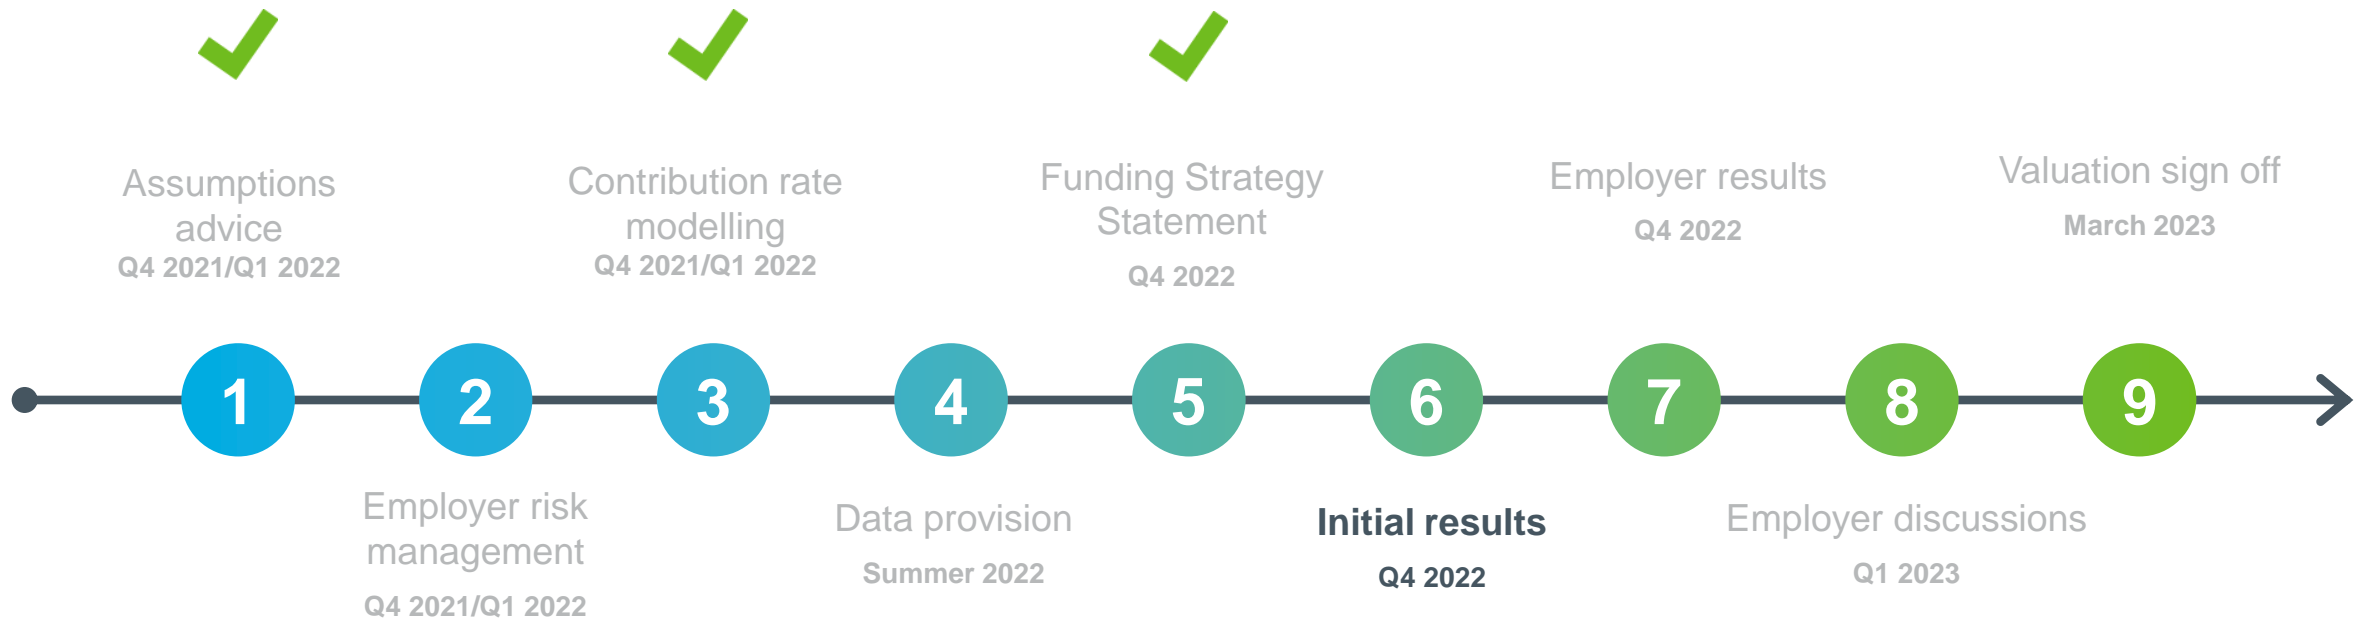 Assumptions
advice
Q4 2021/Q1 2022
Contribution rate
modelling
Q4 2021/Q1 2022
Funding Strategy
Statement
Q4 2022
Employer results
Q4 2022
Valuation sign off
March 2023
1
2
3
4
5
6
7
8
9
Employer risk
management
Q4 2021/Q1 2022
Data provision
Summer 2022
Initial results
Q4 2022
Employer discussions
Q1 2023